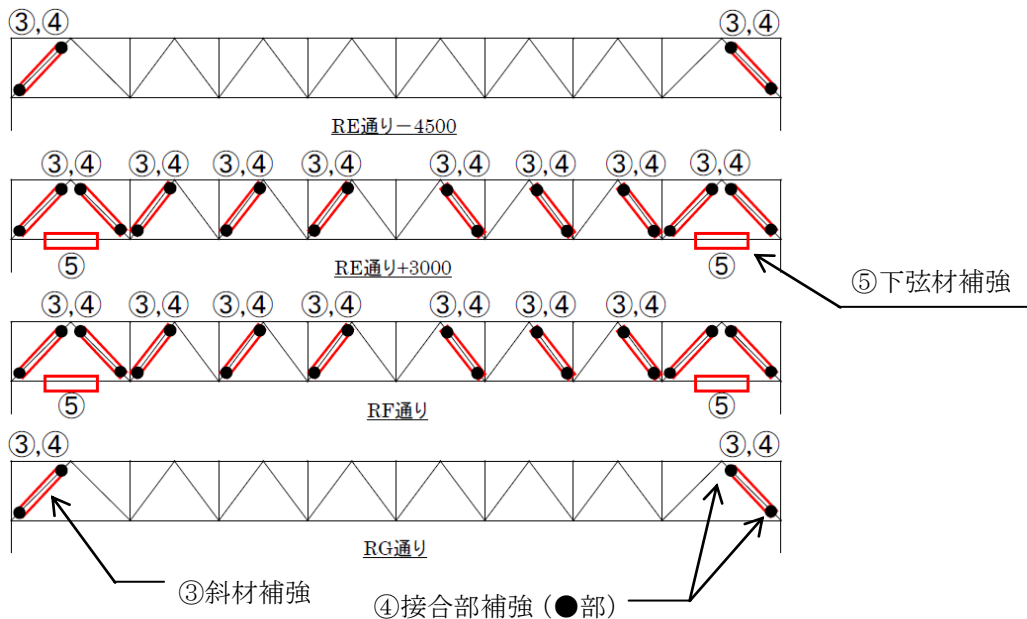 ③,④ ③,④
RE通り－4500
③,④ ③,④ ③,④ ③,④ ③,④ ③,④ ③,④ ③,④
⑤ ⑤
RE通り+3000
⑤下弦材補強
③,④ ③,④ ③,④ ③,④ ③,④ ③,④ ③,④ ③,④
⑤ ⑤
RF通り
③,④ ③,④
RG通り
③斜材補強
④接合部補強（●部）